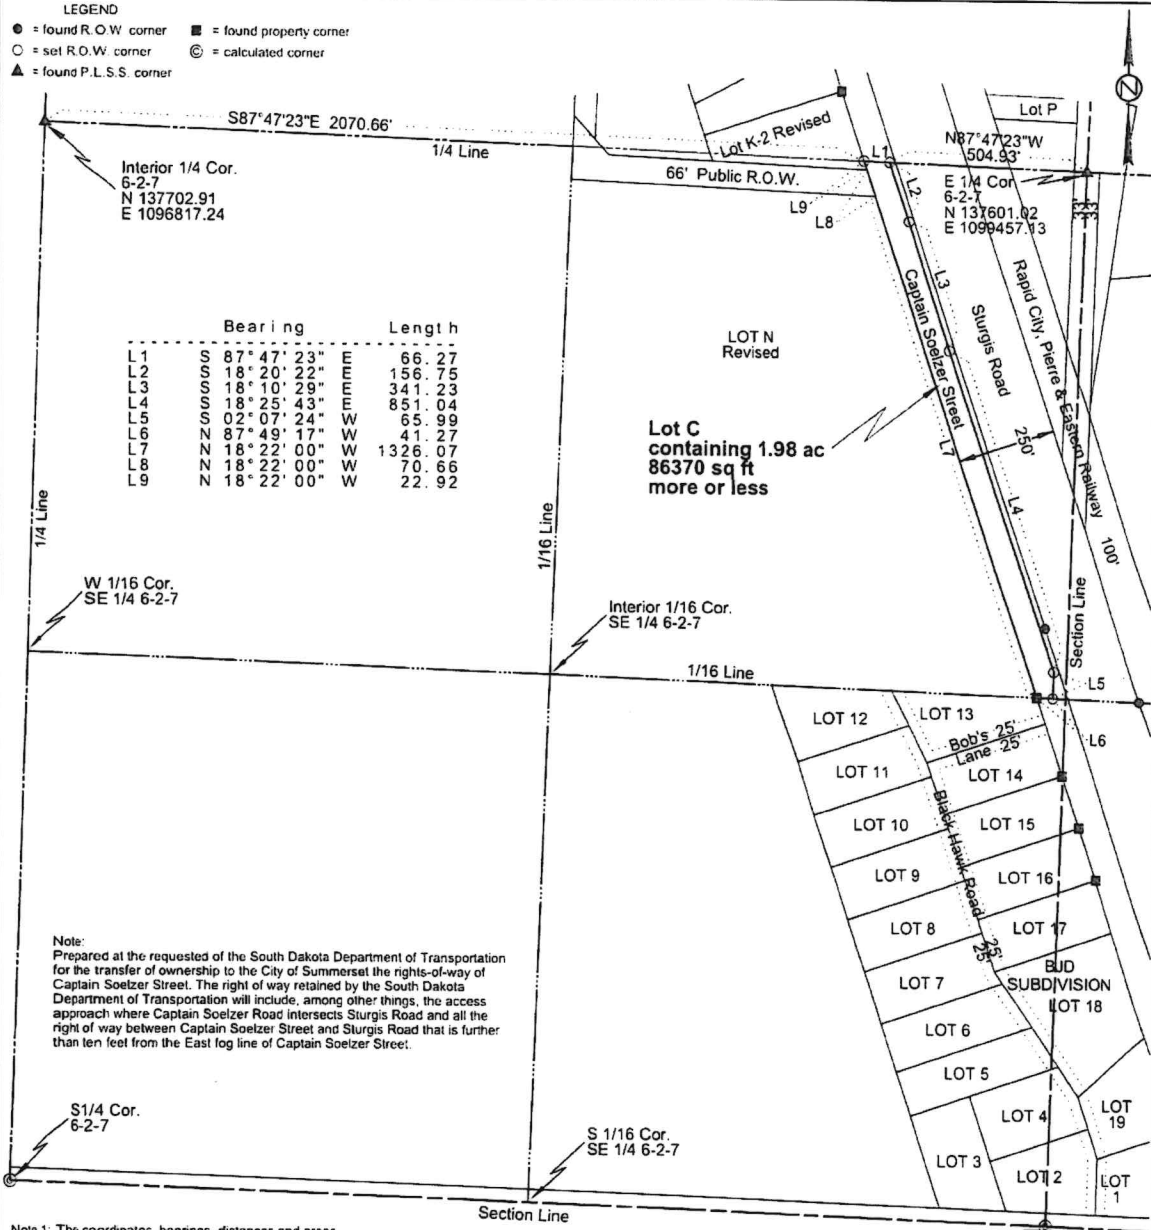 LEGEND
= found R.O.W corner
= found property corner
= set R.O.W. corner
= calculated corner
= found P.L.S.S. corner
S87°47'23"E 2070.66'
1/4 Line
Interior 1/4 Cor.
6-2-7
N 137702.91
E 1096817.24
Lot K-2 Revised
66' Public R.O.W.
L1
L2
L9
L8
Lot P
N87°47'23"W
504.93'
E 1/4 Cor
6-2-7
N 137601.02
E 1099457.13
33'
33'
N
Bearing Length
L1 S 87°47'23" E 66.27
L2 S 18°20'22" E 156.75
L3 S 18°10'29" E 341.23
L4 S 18°25'43" E 851.04
L5 S 02°07'24" W 65.99
L6 N 87°49'17" W 41.27
L7 N 18°22'00" W 1326.07
L8 N 18°22'00" W 70.66
L9 N 18°22'00" W 22.92
LOT N
Revised
Captain Soelzer Street
L3
Sturgis Road
Rapid City, Pierre & Eastern Railway 100'
250'
L7
L4
Lot C
containing 1.98 ac
86370 sq ft
more or less
1/4 Line
1/16 Line
W 1/16 Cor.
SE 1/4 6-2-7
Interior 1/16 Cor.
SE 1/4 6-2-7
1/16 Line
Section Line
L5
L6
LOT 12
LOT 13
Bob's 25'
Lane 25'
LOT 11
LOT 14
LOT 10
LOT 15
Black Hawk Road
LOT 9
LOT 16
LOT 8
25'
25'
LOT 17
LOT 7
BJD
SUBDIVISION
LOT 18
LOT 6
LOT 5
LOT 4
LOT
19
LOT 3
LOT 2
LOT
1
Note:
Prepared at the requested of the South Dakota Department of Transportation
for the transfer of ownership to the City of Summerset the rights-of-way of
Captain Soelzer Street. The right of way retained by the South Dakota
Department of Transportation will include, among other things, the access
approach where Captain Soelzer Road intersects Sturgis Road and all the
right of way between Captain Soelzer Street and Sturgis Road that is further
than ten feet from the East fog line of Captain Soelzer Street.
S1/4 Cor.
6-2-7
S 1/16 Cor.
SE 1/4 6-2-7
Section Line
Note 1: The coordinates, bearings, distances and areas